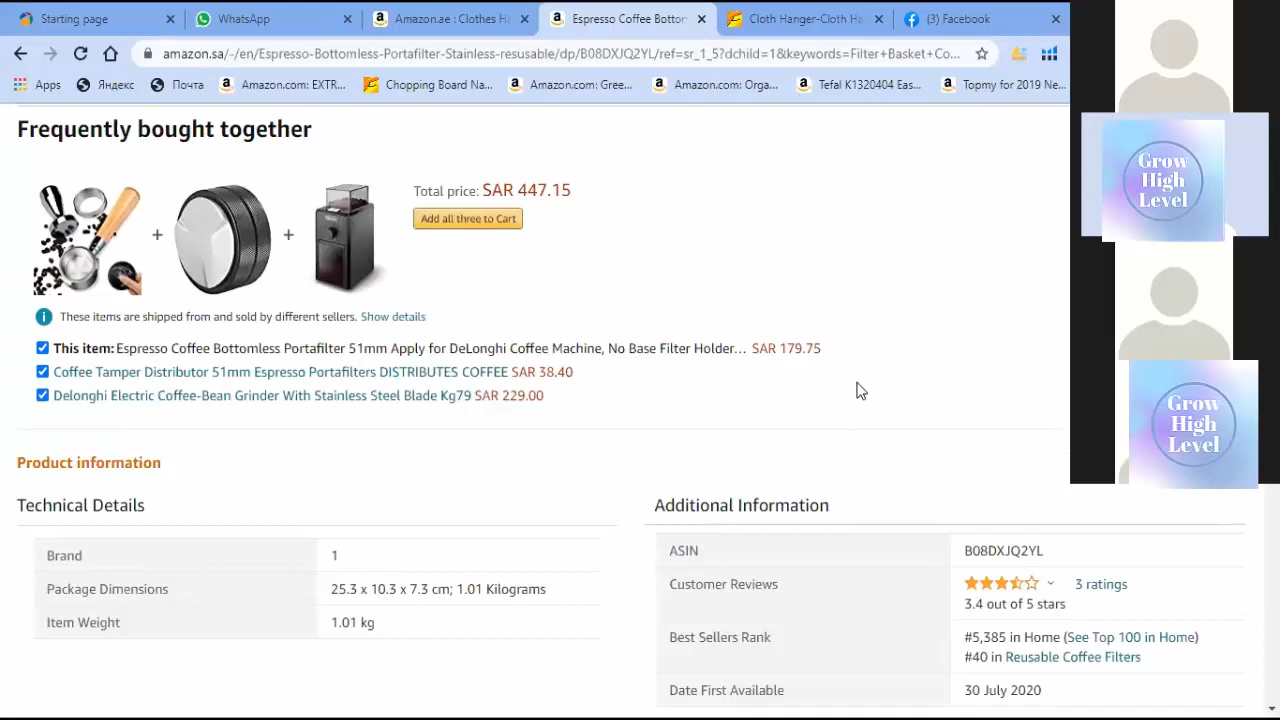 Starting page
WhatsApp
Amazon.ae : Clothes Ha
Espresso Coffee Bottom
Cloth Hanger-Cloth Ha
(3) Facebook
amazon.sa/-/en/Espresso-Bottomless-Portafilter-Stainless-resusable/dp/B08DXJQ2YL/ref=sr_1_5?dchild=1&keywords=Filter+Basket+Co...
Apps
Яндекс
Почта
Amazon.com: EXTR...
Chopping Board Na...
Amazon.com: Gree...
Amazon.com: Orga...
Tefal K1320404 Eas...
Topmy for 2019 Ne...
Frequently bought together
Total price: SAR 447.15
Add all three to Cart
+ +
These items are shipped from and sold by different sellers. Show details
This item: Espresso Coffee Bottomless Portafilter 51mm Apply for DeLonghi Coffee Machine, No Base Filter Holder... SAR 179.75
Coffee Tamper Distributor 51mm Espresso Portafilters DISTRIBUTES COFFEE SAR 38.40
Delonghi Electric Coffee-Bean Grinder With Stainless Steel Blade Kg79 SAR 229.00
Product information
Technical Details
Brand 1
Package Dimensions 25.3 x 10.3 x 7.3 cm; 1.01 Kilograms
Item Weight 1.01 kg
Additional Information
ASIN B08DXJQ2YL
Customer Reviews 3 ratings
3.4 out of 5 stars
Best Sellers Rank #5,385 in Home (See Top 100 in Home)
#40 in Reusable Coffee Filters
Date First Available 30 July 2020
Grow
High
Level
Grow
High
Level